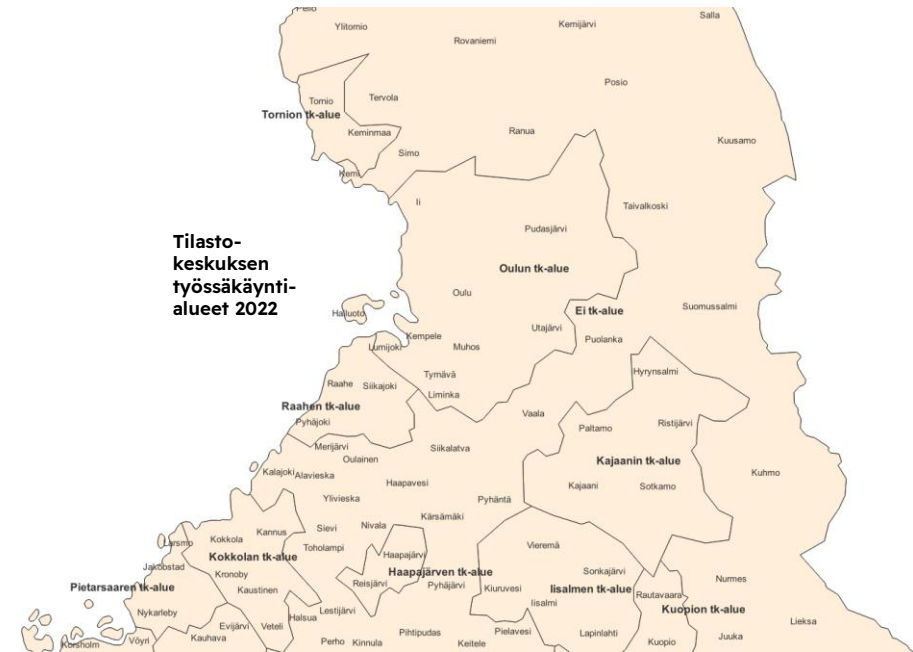 Pello
Salla
Ylitornio
Kemijärvi
Rovaniemi
Posio
Tornio
Tervola
Tornion tk-alue
Keminmaa
Ranua
Kuusamo
Simo
Kemi
Ii
Taivalkoski
Pudasjärvi
Tilasto-
keskuksen
työssäkäynti-
alueet 2022
Oulun tk-alue
Oulu
Hailuoto
Ei tk-alue
Suomussalmi
Utajärvi
Kempele
Puolanka
Lumijoki
Muhos
Hyrynsalmi
Tyrnävä
Raahe
Siikajoki
Liminka
Raahen tk-alue
Vaala
Pyhäjoki
Paltamo
Ristijärvi
Merijärvi
Siikalatva
Oulainen
Kajaanin tk-alue
Kalajoki
Alavieska
Kuhmo
Haapavesi
Kajaani
Sotkamo
Ylivieska
Pyhäntä
Kärsämäki
Sievi
Nivala
Kannus
Kokkola
Larsmo
Toholampi
Vieremä
Haapajärvi
Kokkolan tk-alue
Jakobstad
Kronoby
Haapajärven tk-alue
Sonkajärvi
Nurmes
Reisjärvi
Pyhäjärvi
Kiuruvesi
Iisalmen tk-alue
Pietarsaaren tk-alue
Kaustinen
Rautavaara
Iisalmi
Kuopion tk-alue
Nykarleby
Lestijärvi
Halsua
Lieksa
Evijärvi
Veteli
Pihtipudas
Pielavesi
Lapinlahti
Korsholm
Vöyri
Kauhava
Perho
Kinnula
Keitele
Kuopio
Juuka